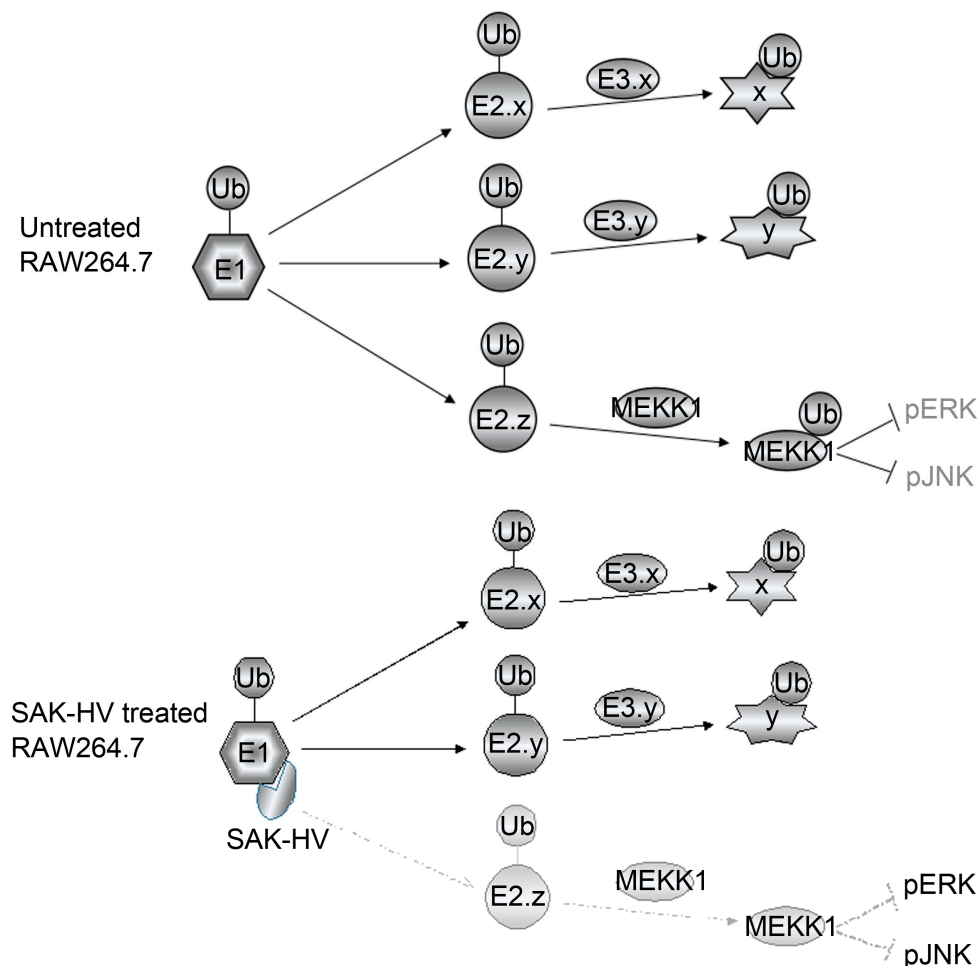 Ub
E2.x
E3.x
Ub
x
Untreated
RAW264.7
Ub
E1
Ub
E2.y
E3.y
Ub
y
Ub
E2.z
MEKK1
Ub
MEKK1
pERK
pJNK
Ub
E2.x
E3.x
Ub
x
SAK-HV treated
RAW264.7
Ub
E1
SAK-HV
Ub
E2.y
E3.y
Ub
y
Ub
E2.z
MEKK1
MEKK1
pERK
pJNK